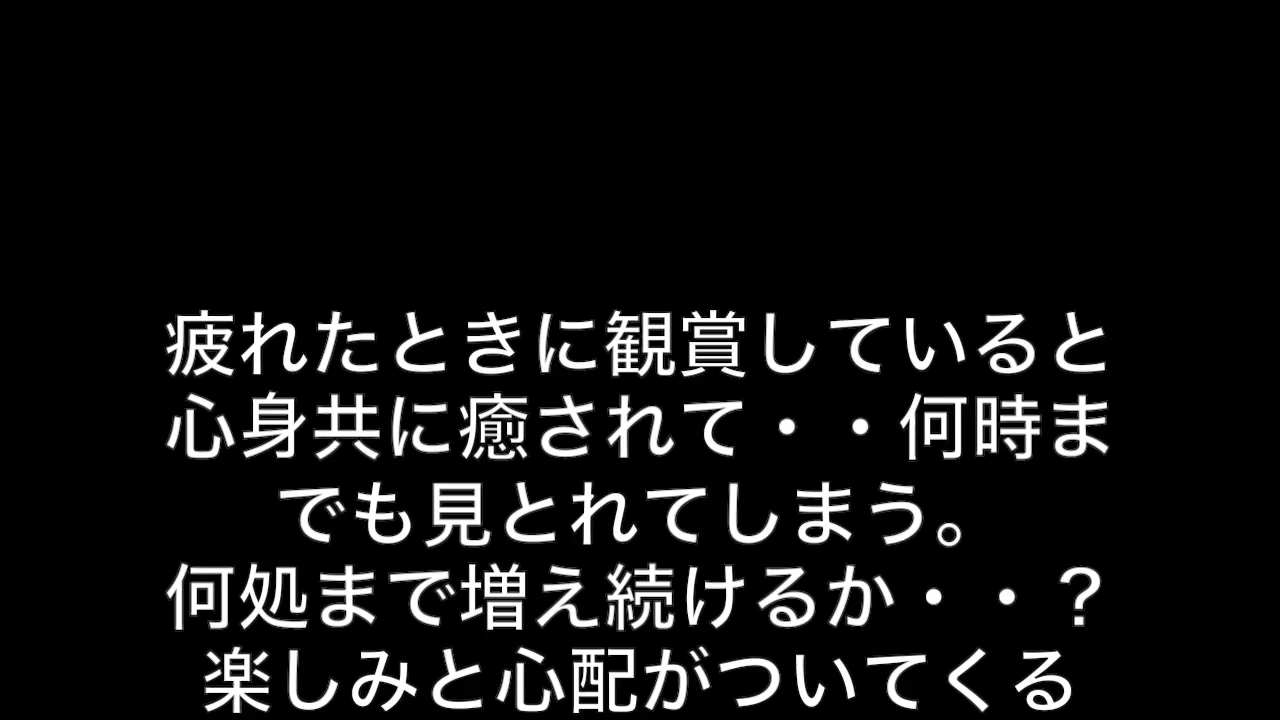 疲れたときに観賞していると
心身共に癒されて・・何時ま
でも見とれてしまう。
何処まで増え続けるか・・？
楽しみと心配がついてくる